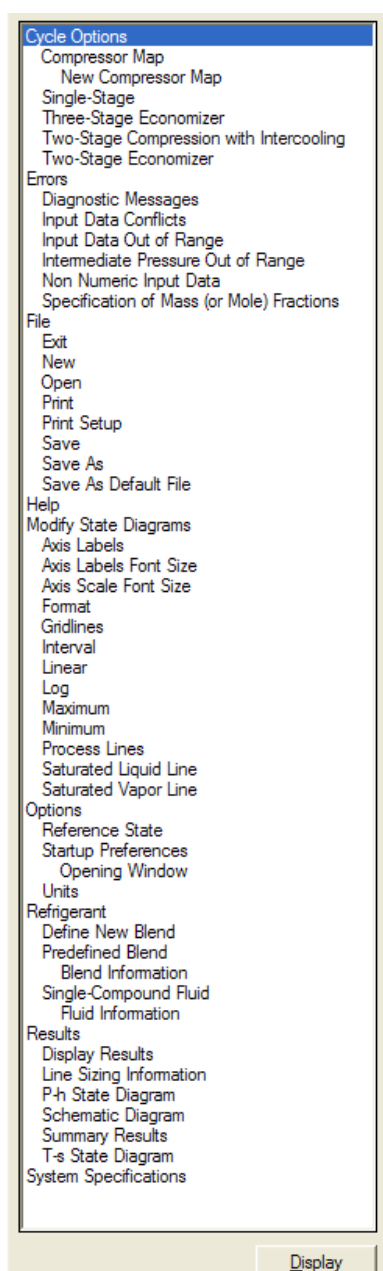 Cycle Options
Compressor Map
New Compressor Map
Single-Stage
Three-Stage Economizer
Two-Stage Compression with Intercooling
Two-Stage Economizer
Errors
Diagnostic Messages
Input Data Conflicts
Input Data Out of Range
Intermediate Pressure Out of Range
Non Numeric Input Data
Specification of Mass (or Mole) Fractions
File
Exit
New
Open
Print
Print Setup
Save
Save As
Save As Default File
Help
Modify State Diagrams
Axis Labels
Axis Labels Font Size
Axis Scale Font Size
Format
Gridlines
Interval
Linear
Log
Maximum
Minimum
Process Lines
Saturated Liquid Line
Saturated Vapor Line
Options
Reference State
Startup Preferences
Opening Window
Units
Refrigerant
Define New Blend
Predefined Blend
Blend Information
Single-Compound Fluid
Fluid Information
Results
Display Results
Line Sizing Information
P-h State Diagram
Schematic Diagram
Summary Results
T-s State Diagram
System Specifications
Display